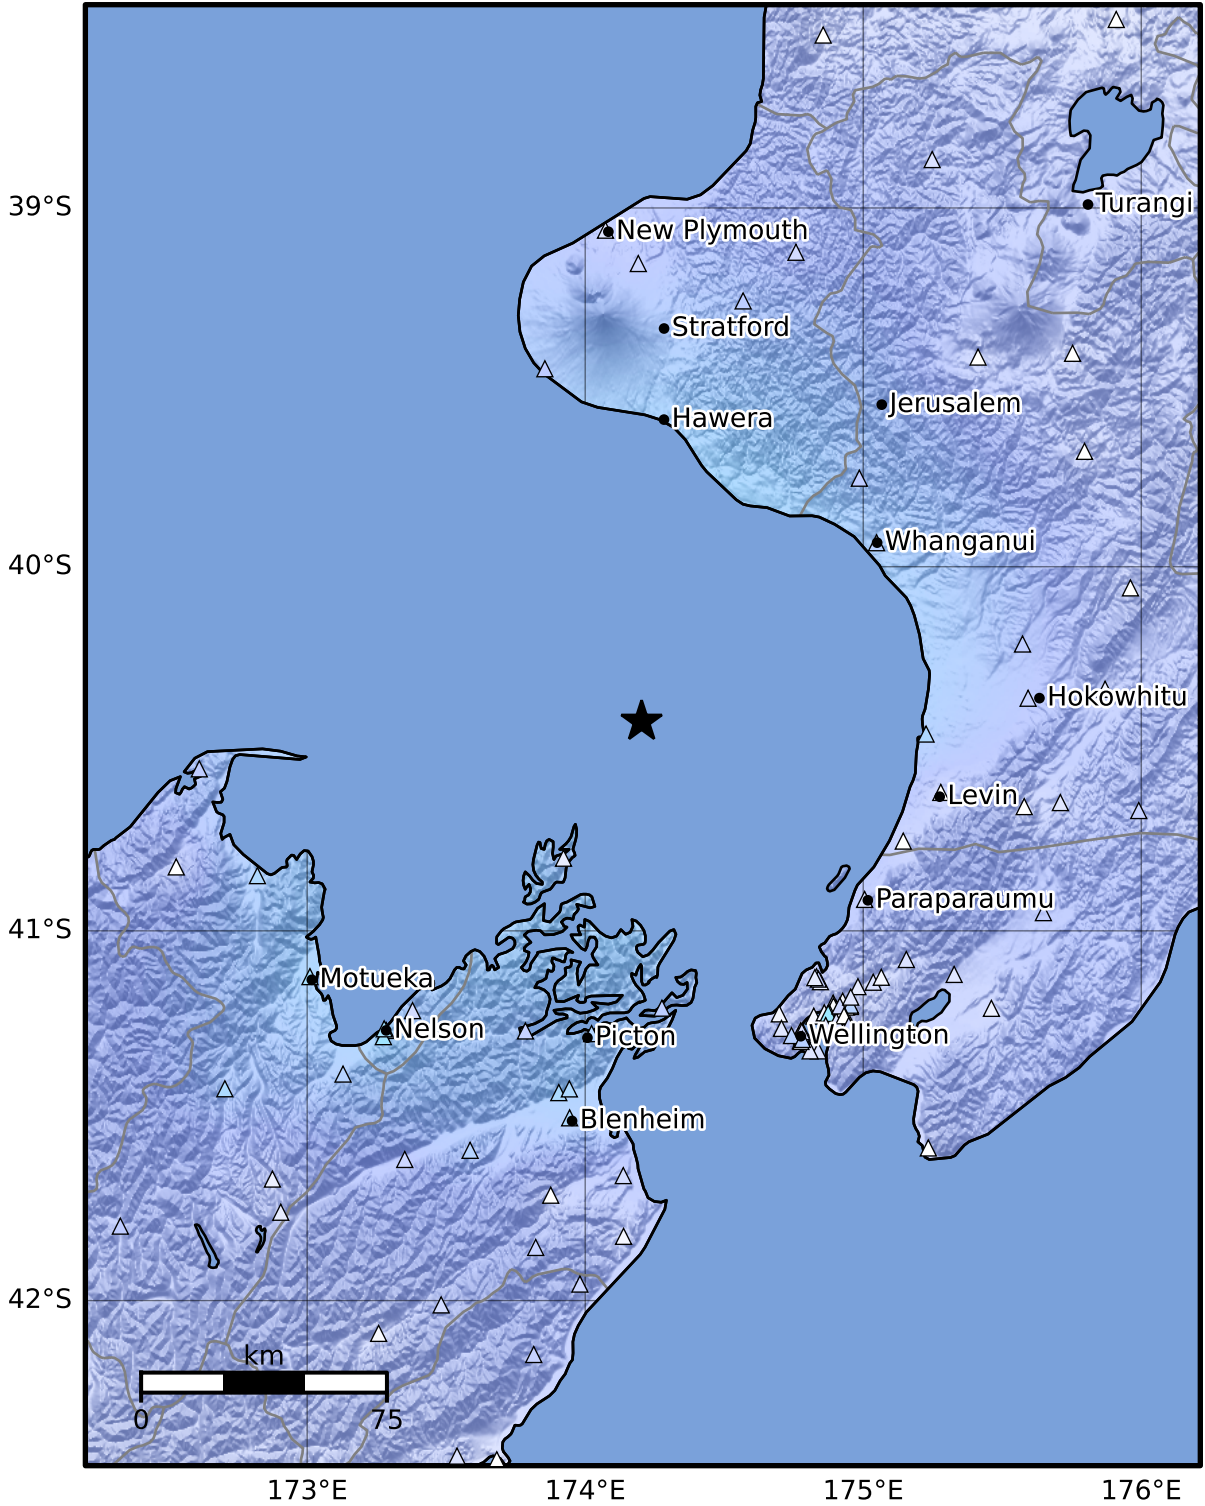 Turangi
39°S
New Plymouth
Stratford
Jerusalem
Hawera
Whanganui
40°S
Hokowhitu
Levin
Paraparaumu
41°S
Motueka
Nelson
Picton
Wellington
Blenheim
42°S
km
0
75
173°E
174°E
175°E
176°E